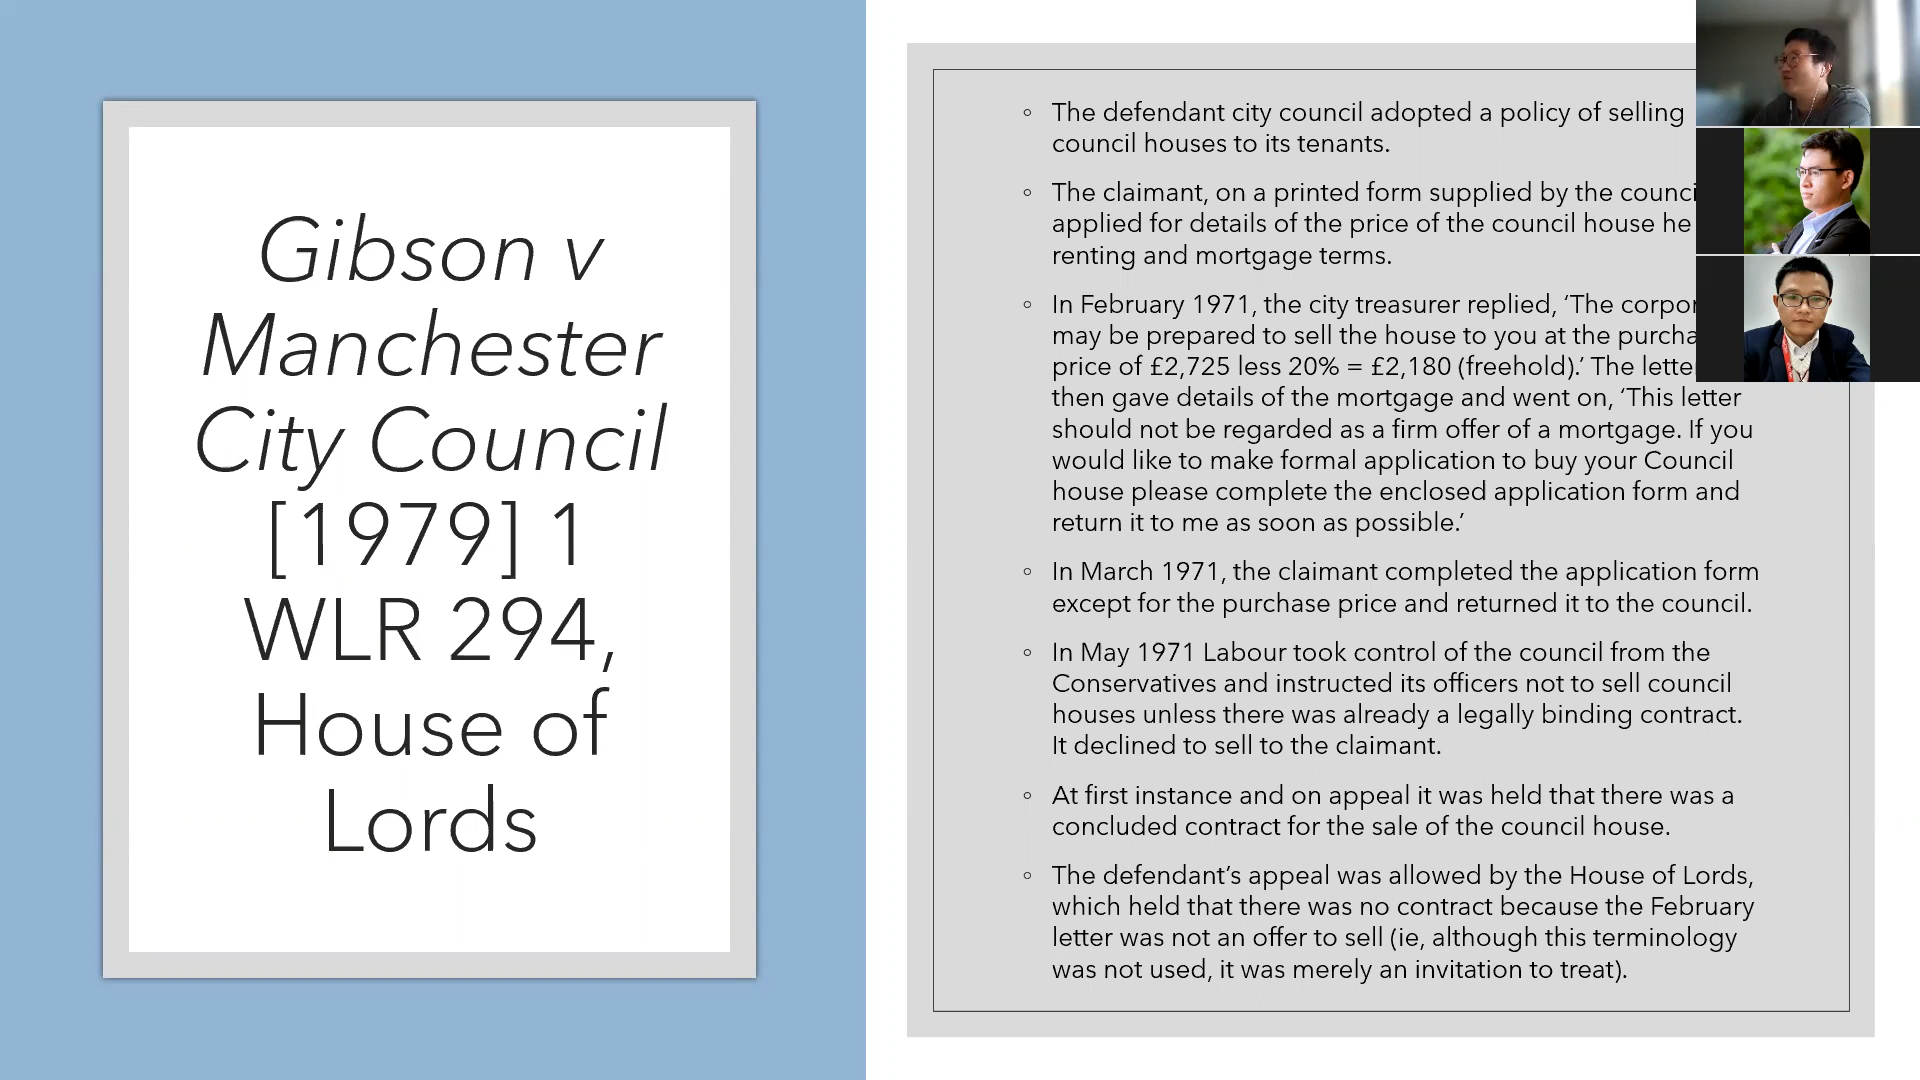 Gibson v
Manchester
City Council
[1979] 1
WLR 294,
House of
Lords
◦ The defendant city council adopted a policy of selling
council houses to its tenants.
◦ The claimant, on a printed form supplied by the
applied for details of the price of the council house he
renting and mortgage terms.
◦ In February 1971, the city treasurer replied, ‘The
may be prepared to sell the house to you at the
price of £2,725 less 20% = £2,180 (freehold).’ The
then gave details of the mortgage and went on, ‘This letter
should not be regarded as a firm offer of a mortgage. If you
would like to make formal application to buy your Council
house please complete the enclosed application form and
return it to me as soon as possible.’
◦ In March 1971, the claimant completed the application form
except for the purchase price and returned it to the council.
◦ In May 1971 Labour took control of the council from the
Conservatives and instructed its officers not to sell council
houses unless there was already a legally binding contract.
It declined to sell to the claimant.
◦ At first instance and on appeal it was held that there was a
concluded contract for the sale of the council house.
◦ The defendant’s appeal was allowed by the House of Lords,
which held that there was no contract because the February
letter was not an offer to sell (ie, although this terminology
was not used, it was merely an invitation to treat).